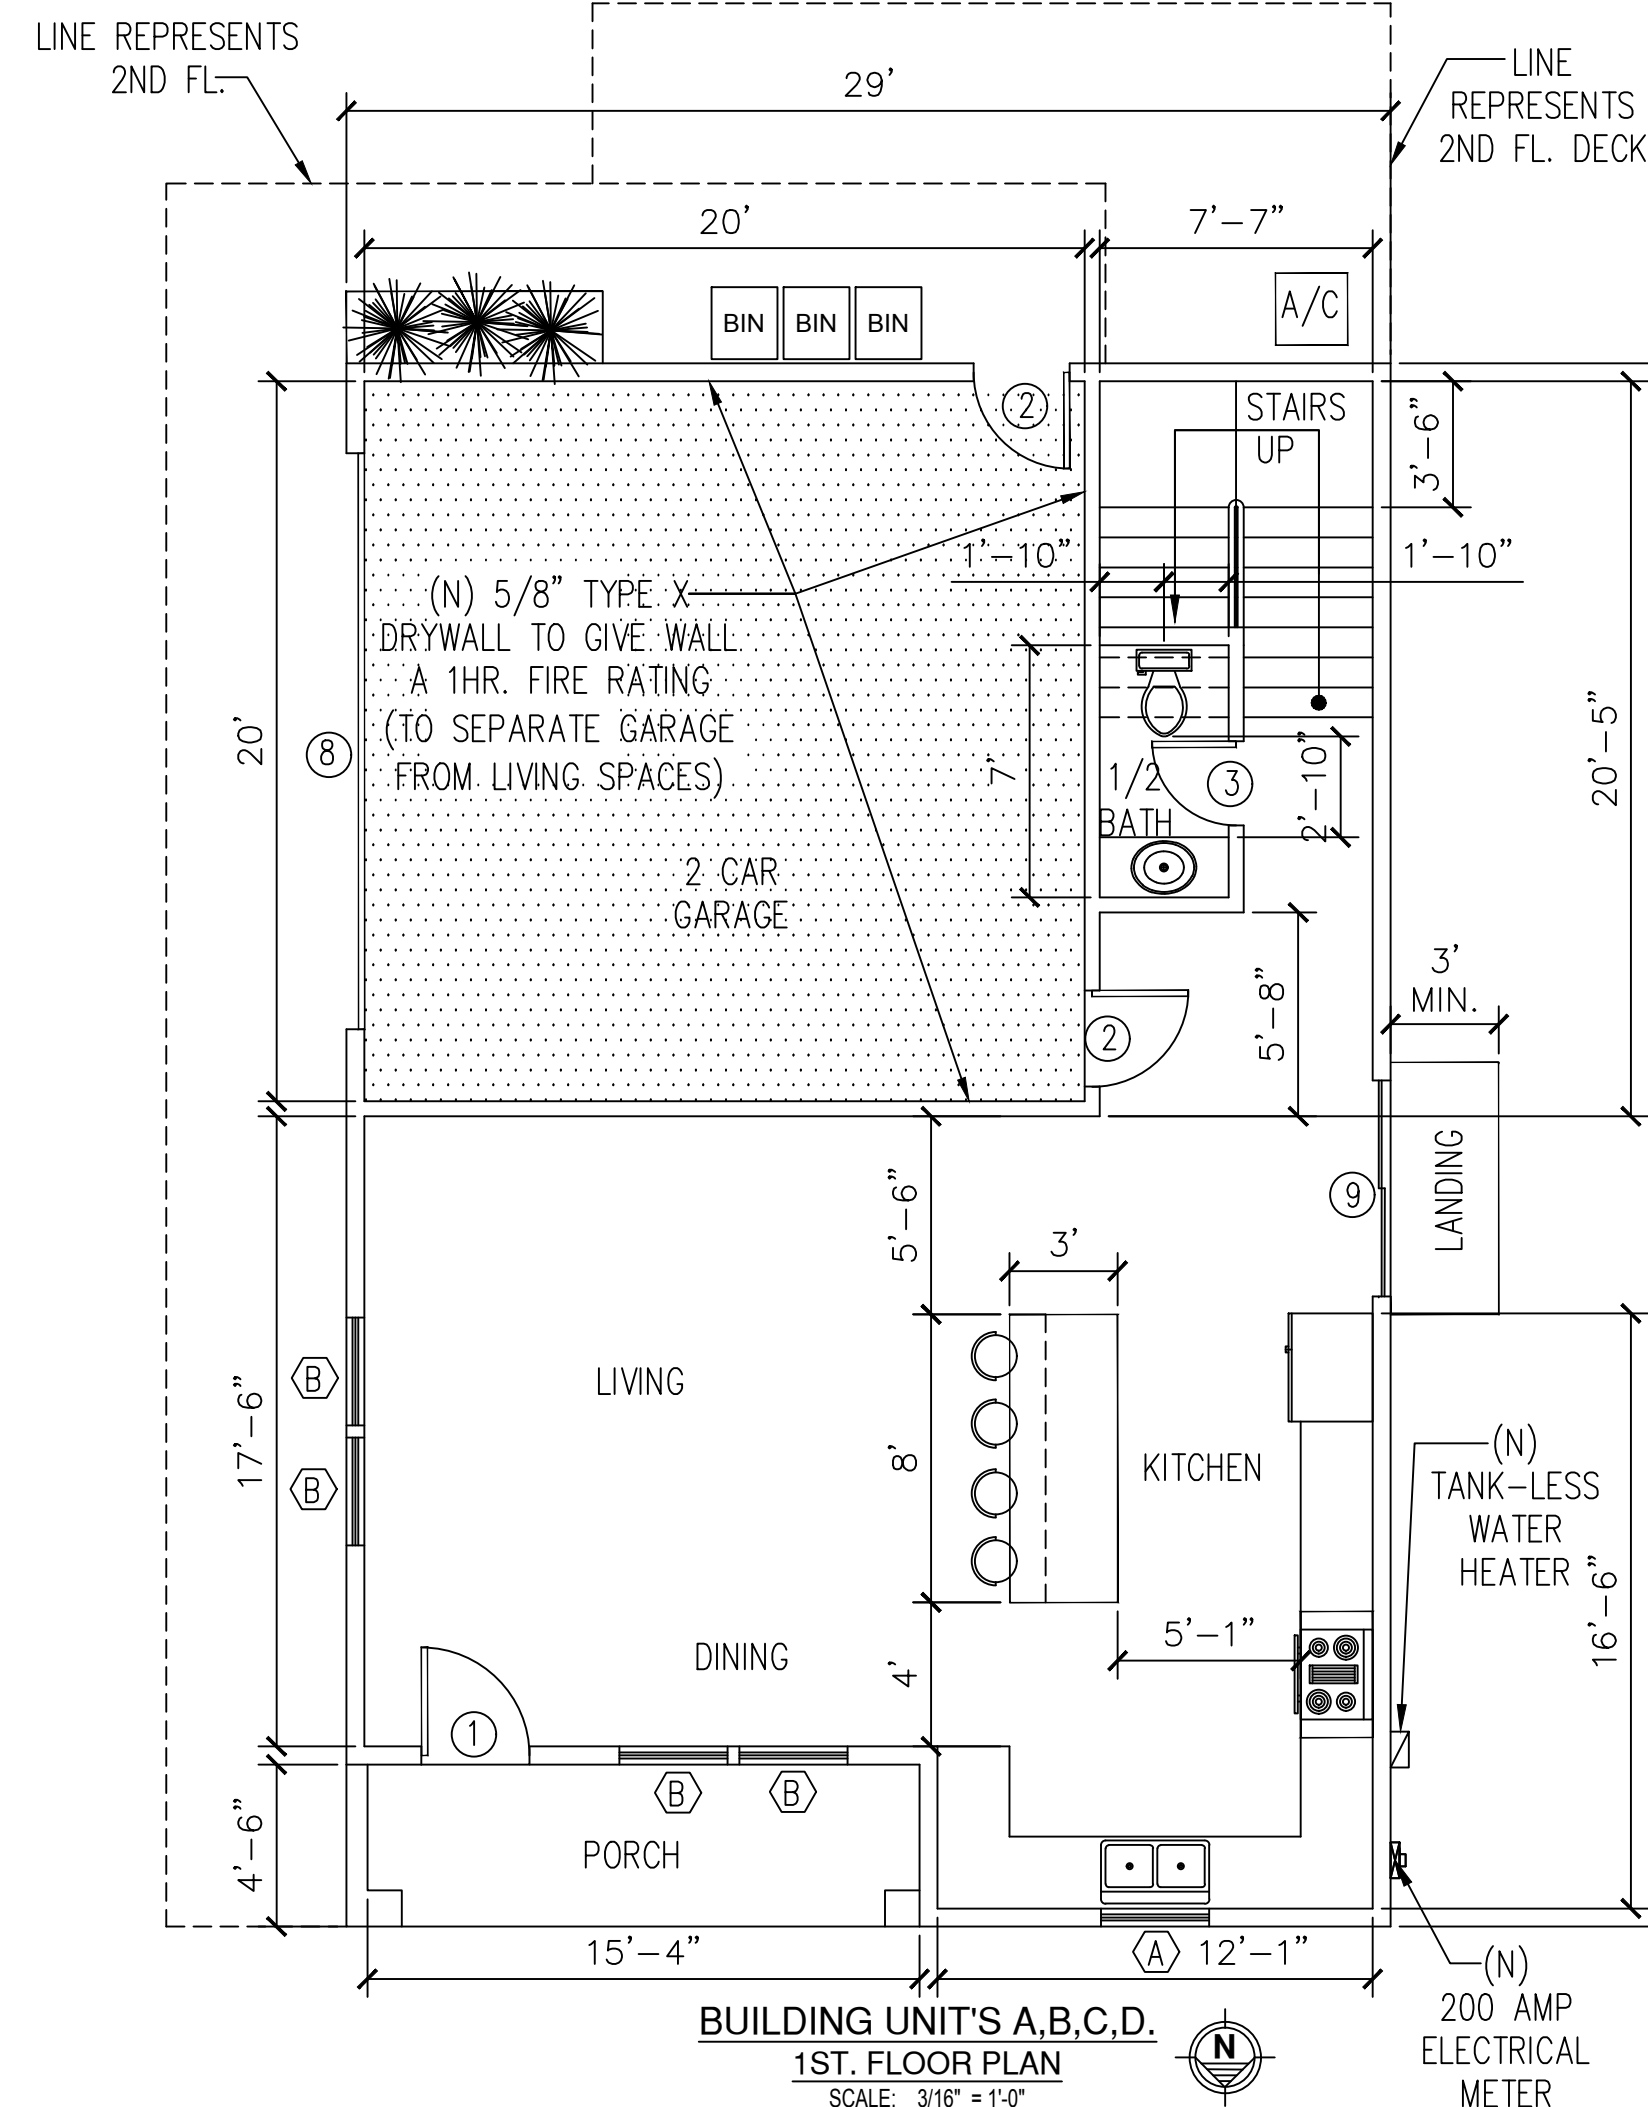 LINE REPRESENTS
2ND FL.
29'
LINE
REPRESENTS
2ND FL. DECK
20'
7'-7"
BIN
BIN
BIN
A/C
2
STAIRS
UP
3'-6"
1'-10"
1'-10"
(N) 5/8" TYPE X
DRYWALL TO GIVE WALL
A 1HR. FIRE RATING
(TO SEPARATE GARAGE
FROM LIVING SPACES)
20'
8
7'
1/2
BATH
3
2'-10"
20'-5"
2 CAR
GARAGE
5'-8"
3'
MIN.
2
LANDING
9
5'-6"
3'
LIVING
B
17'-6"
B
8'
KITCHEN
(N)
TANK-LESS
WATER
HEATER
16'-6"
5'-1"
DINING
4'
1
B
B
4'-6"
PORCH
15'-4"
A
12'-1"
(N)
200 AMP
ELECTRICAL
METER
BUILDING UNIT'S A,B,C,D.
1ST. FLOOR PLAN
SCALE: 3/16" = 1'-0"
N